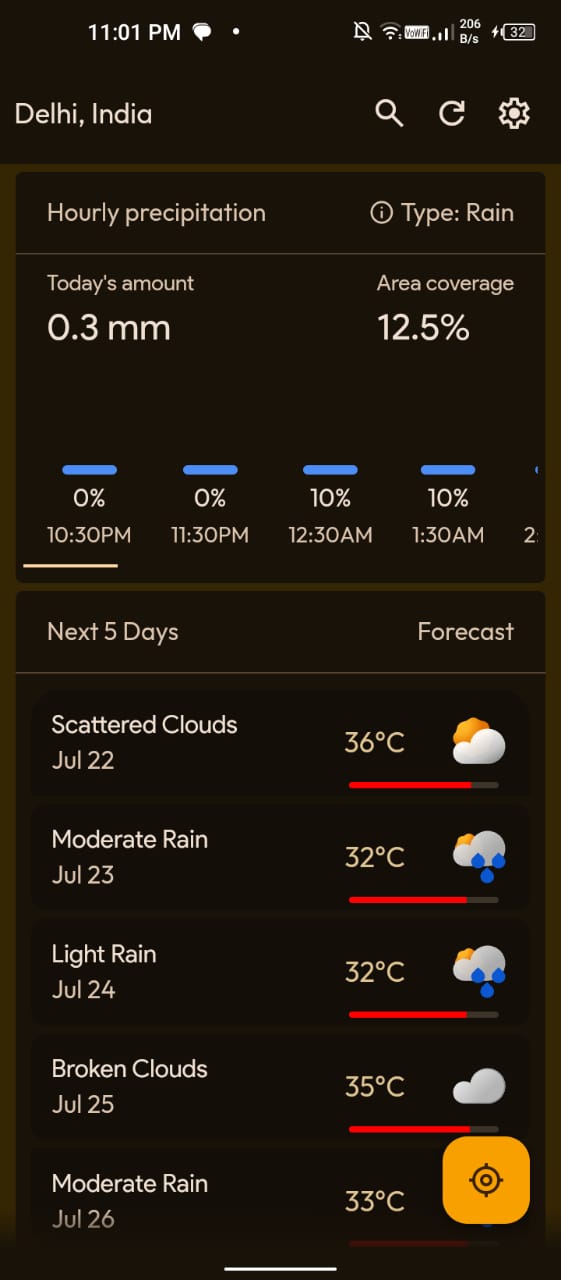 11:01 PM
VoWiFi
206
B/s
32
Delhi, India
Hourly precipitation
Type: Rain
Today's amount
Area coverage
0.3 mm
12.5%
0% 0% 10% 10%
10:30PM 11:30PM 12:30AM 1:30AM 2:
Next 5 Days
Forecast
Scattered Clouds
Jul 22
36°C
Moderate Rain
Jul 23
32°C
Light Rain
Jul 24
32°C
Broken Clouds
Jul 25
35°C
Moderate Rain
Jul 26
33°C